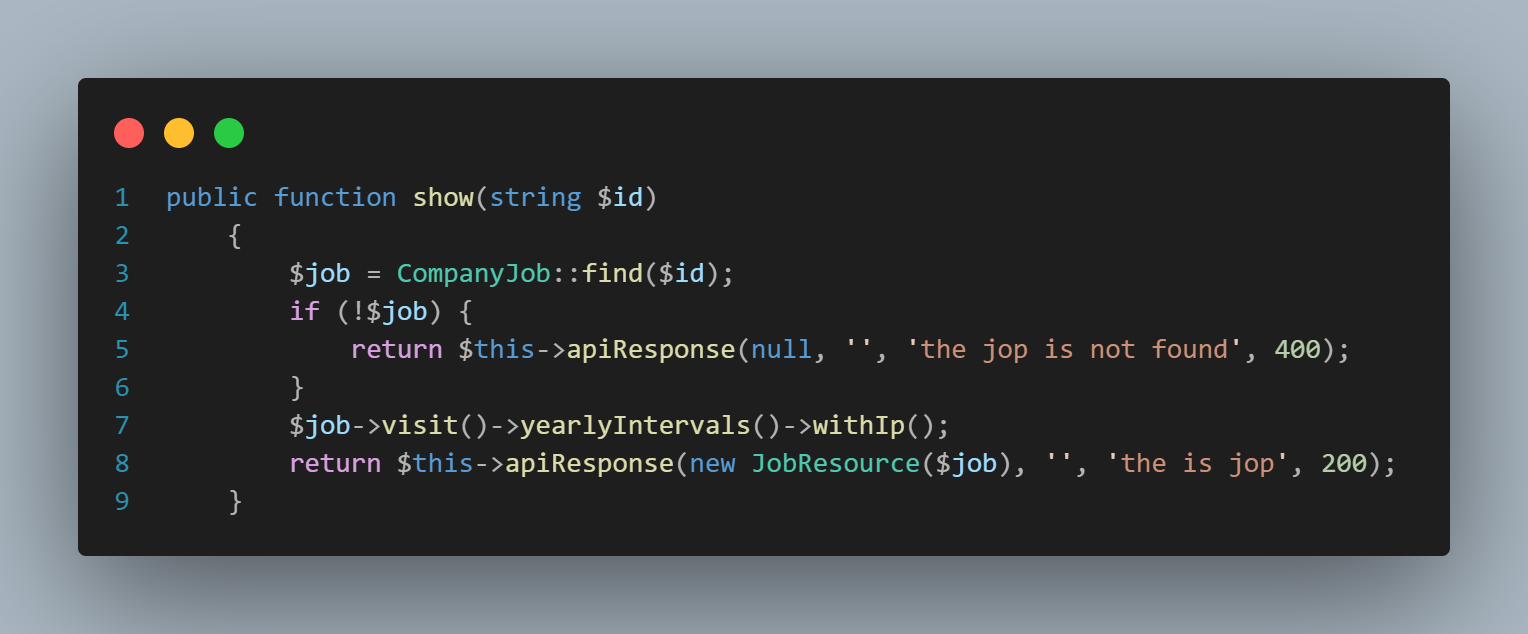 1 public function show(string $id)
2 {
3 $job = CompanyJob::find($id);
4 if (!$job) {
5 return $this->apiResponse(null, '', 'the jop is not found', 400);
6 }
7 $job->visit()->yearlyIntervals()->withIp();
8 return $this->apiResponse(new JobResource($job), '', 'the is jop', 200);
9 }